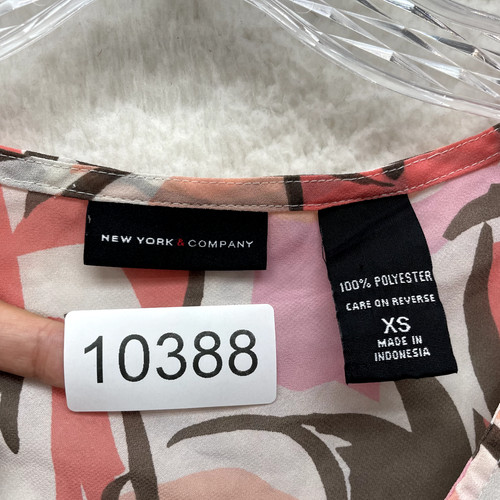 NEW YORK & COMPANY
100% POLYESTER
CARE ON REVERSE
XS
MADE IN
INDONESIA
10388